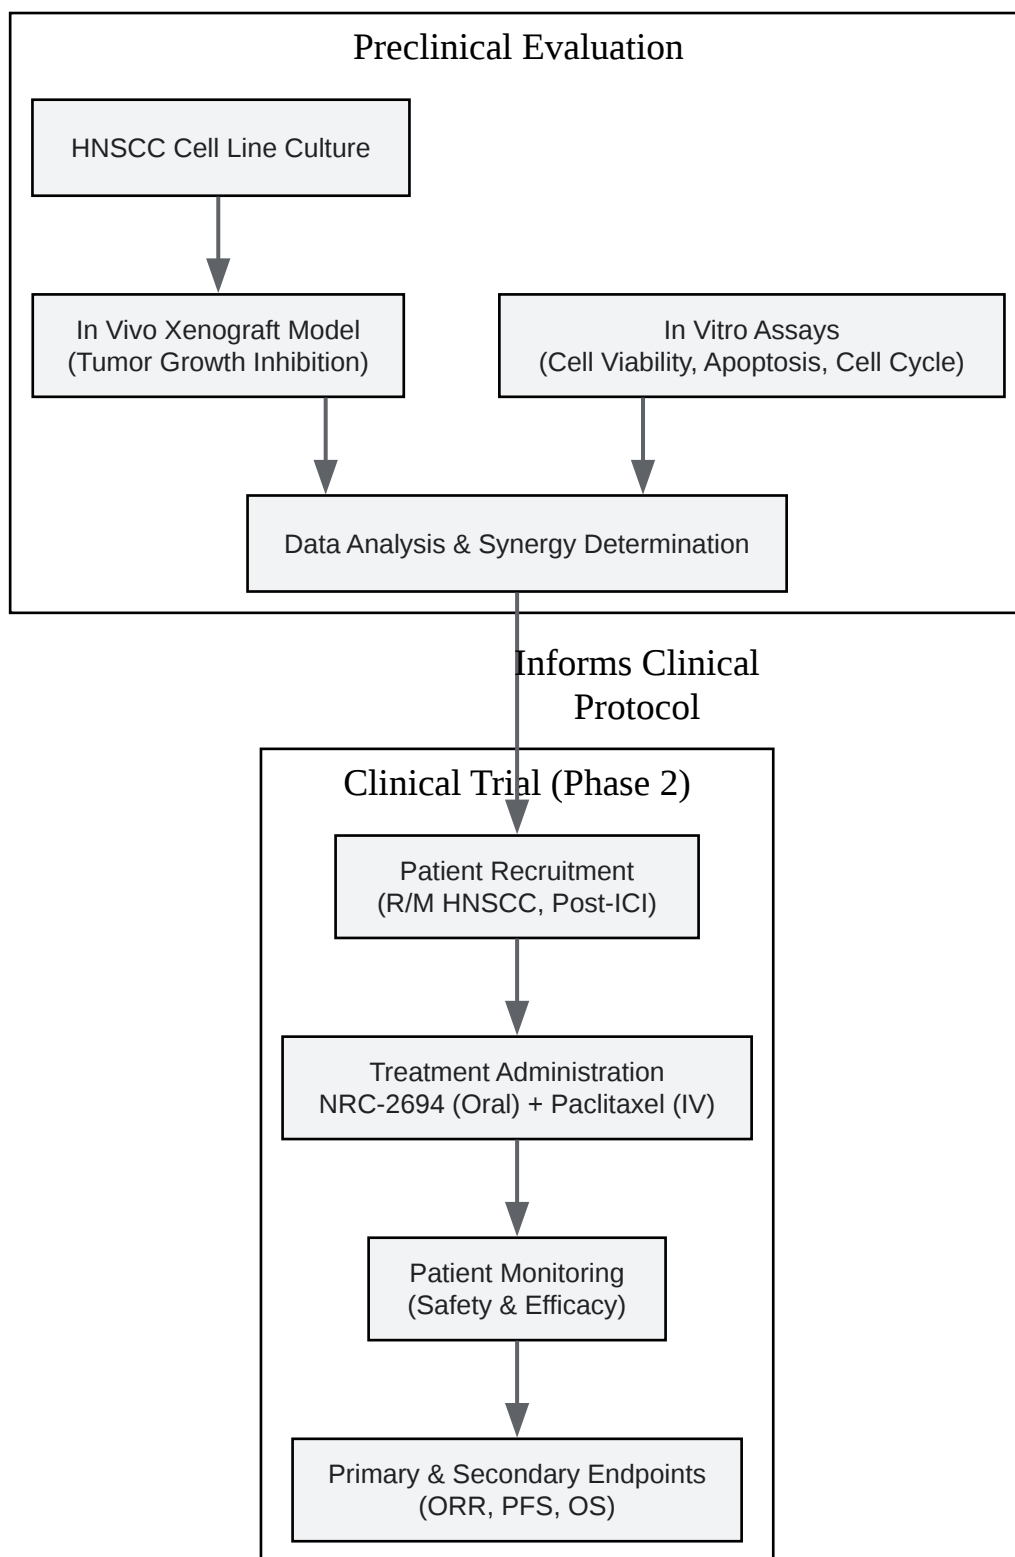 Preclinical Evaluation
HNSCC Cell Line Culture
In Vivo Xenograft Model
(Tumor Growth Inhibition)
In Vitro Assays
(Cell Viability, Apoptosis, Cell Cycle)
Data Analysis & Synergy Determination
Informs Clinical
Protocol
Clinical Trial (Phase 2)
Patient Recruitment
(R/M HNSCC, Post-ICI)
Treatment Administration
NRC-2694 (Oral) + Paclitaxel (IV)
Patient Monitoring
(Safety & Efficacy)
Primary & Secondary Endpoints
(ORR, PFS, OS)